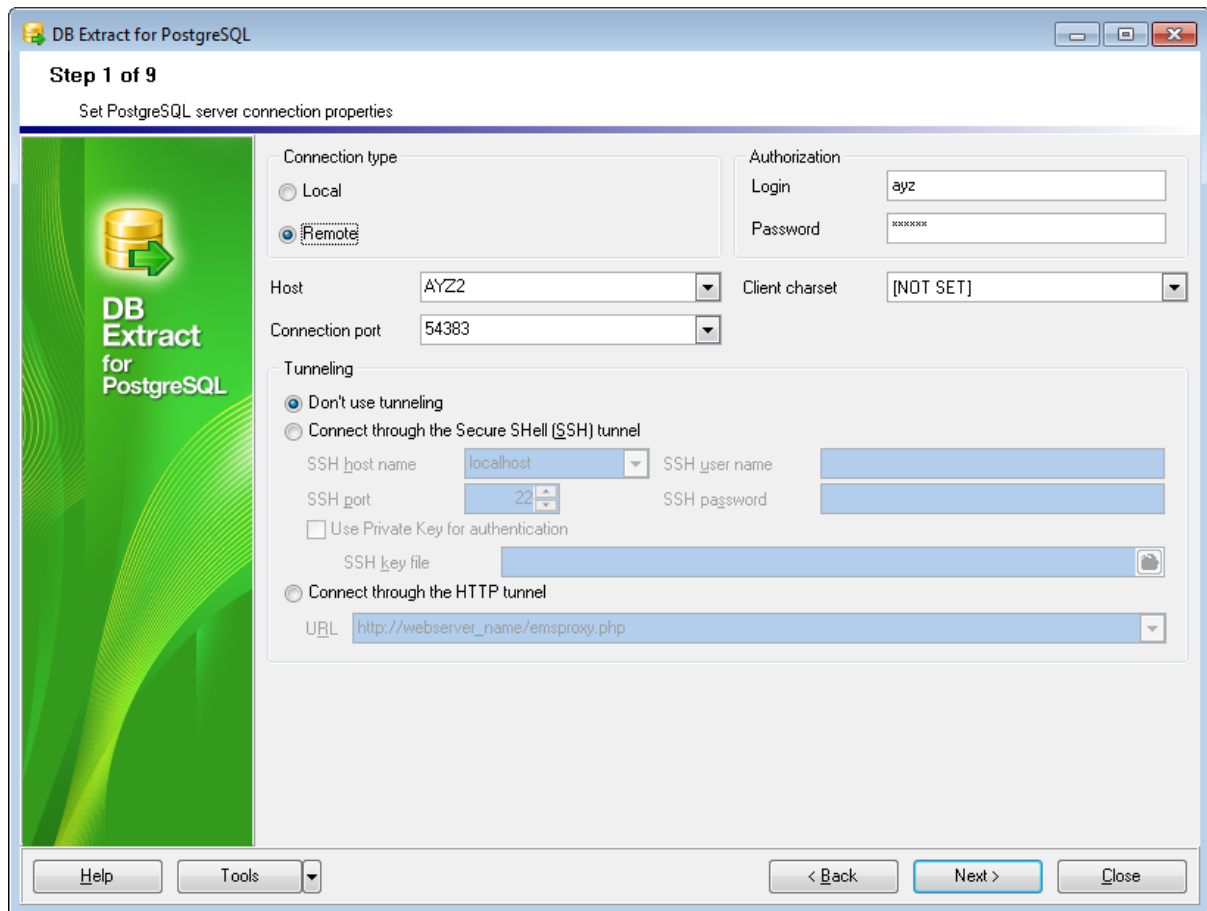 DB Extract for PostgreSQL
Step 1 of 9
Set PostgreSQL server connection properties
DB
Extract
for
PostgreSQL
Connection type
Local
Remote
Authorization
Login ayz
Password ******
Host AYZ2
Client charset [NOT SET]
Connection port 54383
Tunneling
Don't use tunneling
Connect through the Secure SHell (SSH) tunnel
SSH host name localhost SSH user name
SSH port 22 SSH password
Use Private Key for authentication
SSH key file
Connect through the HTTP tunnel
URL http://webserver_name/emsproxy.php
Help Tools < Back Next > Close